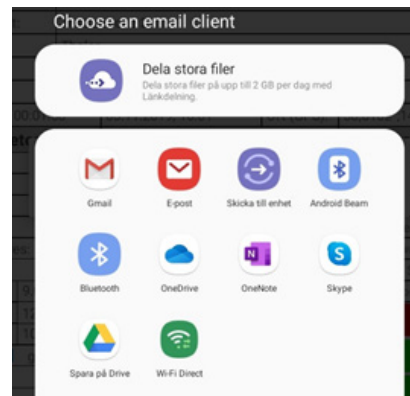 Choose an email client
Dela stora filer
Dela stora filer på upp till 2 GB per dag med
Länkdelning.
Gmail
E-post
Skicka till enhet
Android Beam
Bluetooth
OneDrive
OneNote
Skype
Spara på Drive
Wi-Fi Direct